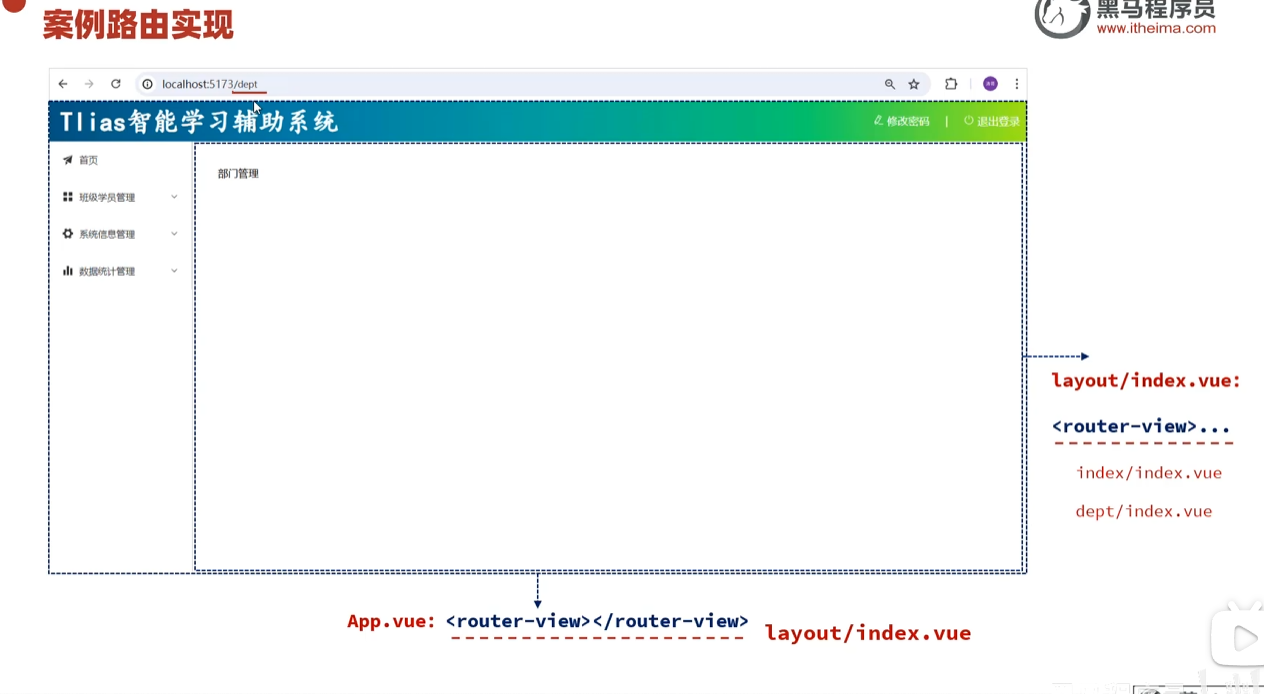 案例路由实现
黑马程序员
www.itheima.com
localhost:5173/dept
Tlias智能学习辅助系统
修改密码 | 退出登录
首页
班级学员管理
系统信息管理
数据统计管理
部门管理
layout/index.vue:
<router-view>...
index/index.vue
dept/index.vue
App.vue: <router-view></router-view> layout/index.vue